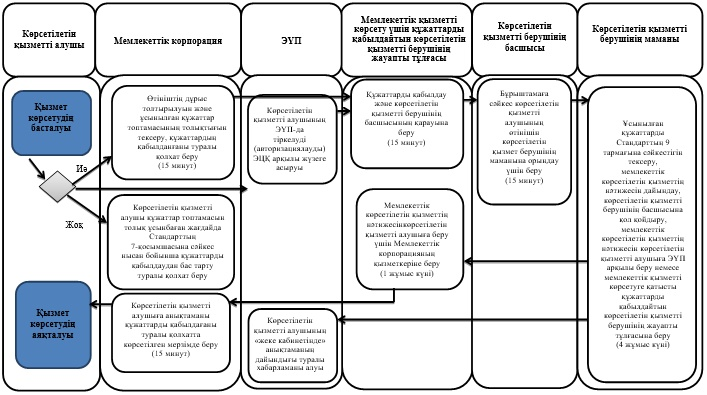 Көрсетілетін
қызметті алушы
Мемлекеттік корпорация
ЭҮП
Мемлекеттік қызметті
көрсету үшін құжаттарды
қабылдайтын көрсетілетін
қызметті берушінің
жауапты тұлғасы
Көрсетілетін
қызметті берушінің
басшысы
Көрсетілетін қызметті
берушінің маманы
Қызмет
көрсетудің
басталуы
Иә
Жоқ
Қызмет
көрсетудің
аяқталуы
Өтініштің дұрыс
толтырылуын және
ұсынылған құжаттар
топтамасының толықтығын
тексеру, құжаттардың
қабылданғаны туралы
қолхат беру
(15 минут)
Көрсетілетін қызметті
алушы құжаттар топтамасын
толық ұсынбаған жағдайда
Стандарттың
7-қосымшасына сәйкес
нысан бойынша құжаттарды
қабылдаудан бас тарту
туралы қолхат беру
Көрсетілетін қызметті
алушыға анықтаманы
құжаттарды қабылдағаны
туралы қолхатта
көрсетілген мерзімде беру
(15 минут)
Көрсетілетін
қызметті алушының
ЭҮП-да
тіркелуді
(авторизациялауды)
ЭЦҚ арқылы жүзеге
асыруы
Көрсетілетін
қызметті алушының
«жеке кабинетінде»
анықтаманың
дайындығы туралы
хабарламаны алуы
Құжаттарды қабылдау
және көрсетілетін
қызметті берушінің
басшысының қарауына
беру
(15 минут)
Мемлекеттік
көрсетілетін қызметтің
нәтижесінкөрсетілетін
қызметті алушыға беру
үшін Мемлекеттік
корпорацияның
қызметкеріне беру
(1 жұмыс күні)
Бұрыштамаға
сәйкес көрсетілетін
қызметті
алушының
өтінішін
көрсетілетін
қызмет берушінің
маманына орындау
үшін беру
(15 минут)
Ұсынылған
құжаттарды
Стандарттың 9
тармағына сәйкестігін
тексеру,
мемлекеттік
көрсетілетін қызметтің
нәтижесін дайындау,
көрсетілетін қызметті
берушінің басшысына
қол қойдыру,
мемлекеттік
көрсетілетін қызметтің
нәтижесін көрсетілетін
қызметті алушыға ЭҮП
арқылы беру немесе
мемлекеттік қызметті
көрсетуге қатысты
құжаттарды
қабылдайтын
көрсетілетін қызметті
берушінің жауапты
тұлғасына беру
(4 жұмыс күні)